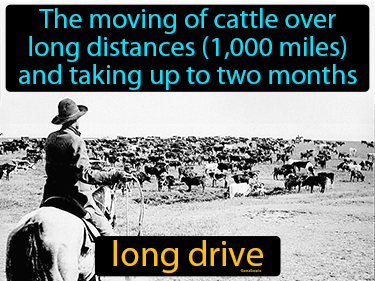 The moving of cattle over
long distances (1,000 miles)
and taking up to two months
long drive